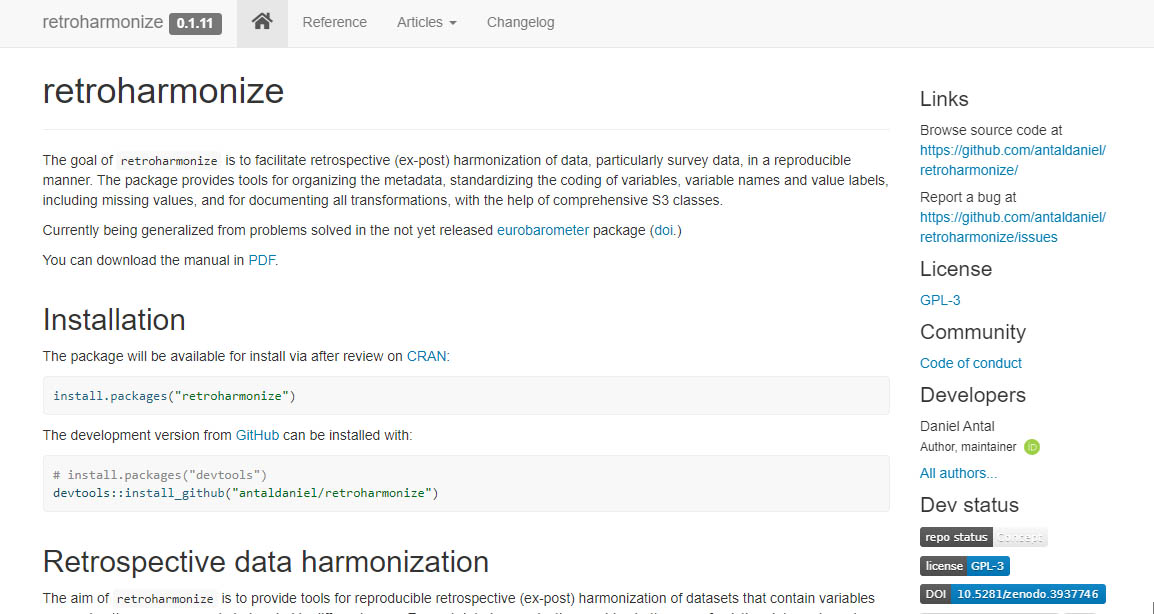 retroharmonize 0.1.11 Reference Articles Changelog
retroharmonize
The goal of retroharmonize is to facilitate retrospective (ex-post) harmonization of data, particularly survey data, in a reproducible
manner. The package provides tools for organizing the metadata, standardizing the coding of variables, variable names and value labels,
including missing values, and for documenting all transformations, with the help of comprehensive S3 classes.
Currently being generalized from problems solved in the not yet released eurobarometer package (doi.)
You can download the manual in PDF.
Installation
The package will be available for install via after review on CRAN:
install.packages("retroharmonize")
The development version from GitHub can be installed with:
# install.packages("devtools")
devtools::install_github("antaldaniel/retroharmonize")
Retrospective data harmonization
The aim of retroharmonize is to provide tools for reproducible retrospective (ex-post) harmonization of datasets that contain variables
Links
Browse source code at
https://github.com/antaldaniel/
retroharmonize/
Report a bug at
https://github.com/antaldaniel/
retroharmonize/issues
License
GPL-3
Community
Code of conduct
Developers
Daniel Antal
Author, maintainer iD
All authors...
Dev status
repo status Concept
license GPL-3
DOI 10.5281/zenodo.3937746